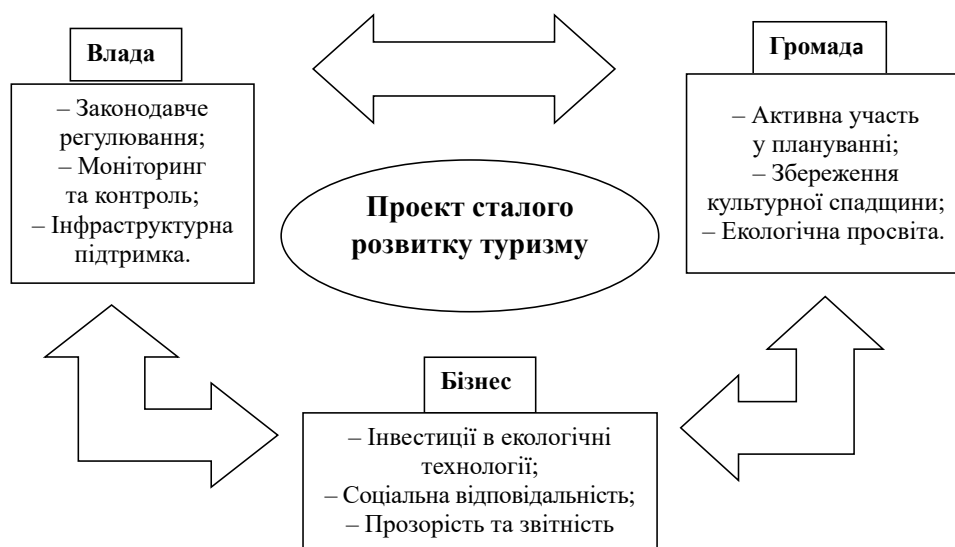 Влада
– Законодавче
регулювання;
– Моніторинг
та контроль;
– Інфраструктурна
підтримка.
Громада
– Активна участь
у плануванні;
– Збереження
культурної спадщини;
– Екологічна просвіта.
Проект сталого
розвитку туризму
Бізнес
– Інвестиції в екологічні
технології;
– Соціальна відповідальність;
– Прозорість та звітність